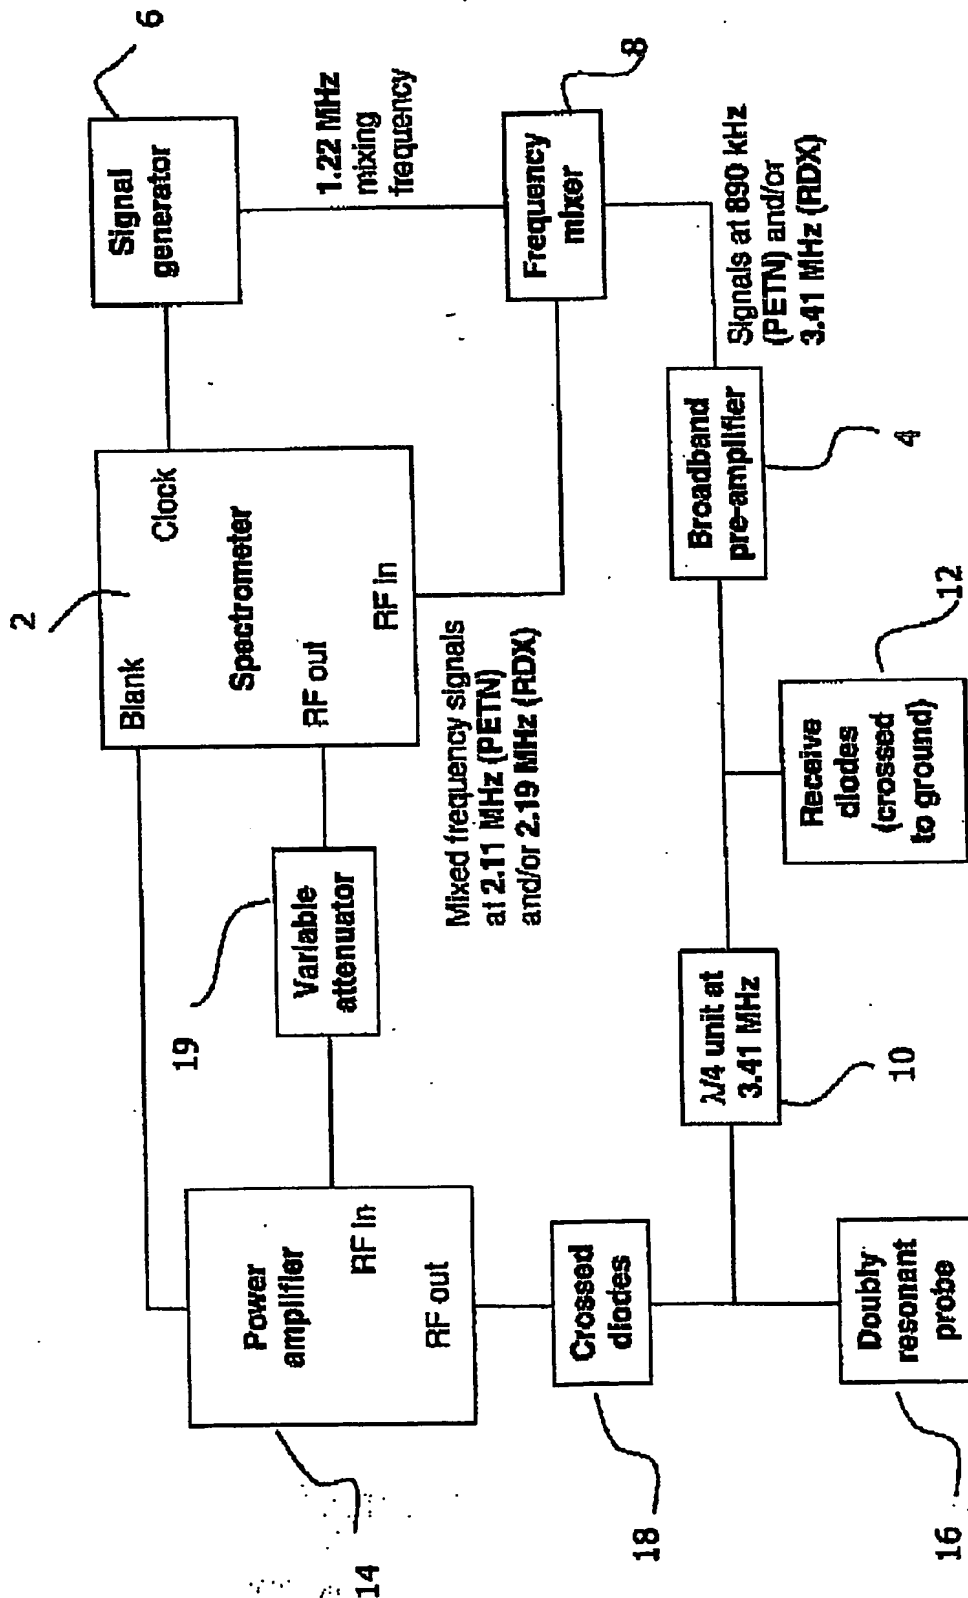 2
6
Blank
Clock
Spectrometer
RF out
RF in
Signal
generator
1.22 MHz
mixing
frequency
Frequency
mixer
8
14
Power
amplifier
RF in
RF out
19
Variable
attenuator
Mixed frequency signals
at 2.11 MHz (PETN)
and/or 2.19 MHz (RDX)
Signals at 890 kHz
(PETN) and/or
3.41 MHz (RDX)
18
Crossed
diodes
λ/4 unit at
3.41 MHz
10
Broadband
pre-amplifier
4
16
Doubly
resonant
probe
Receive
diodes
(crossed
to ground)
12